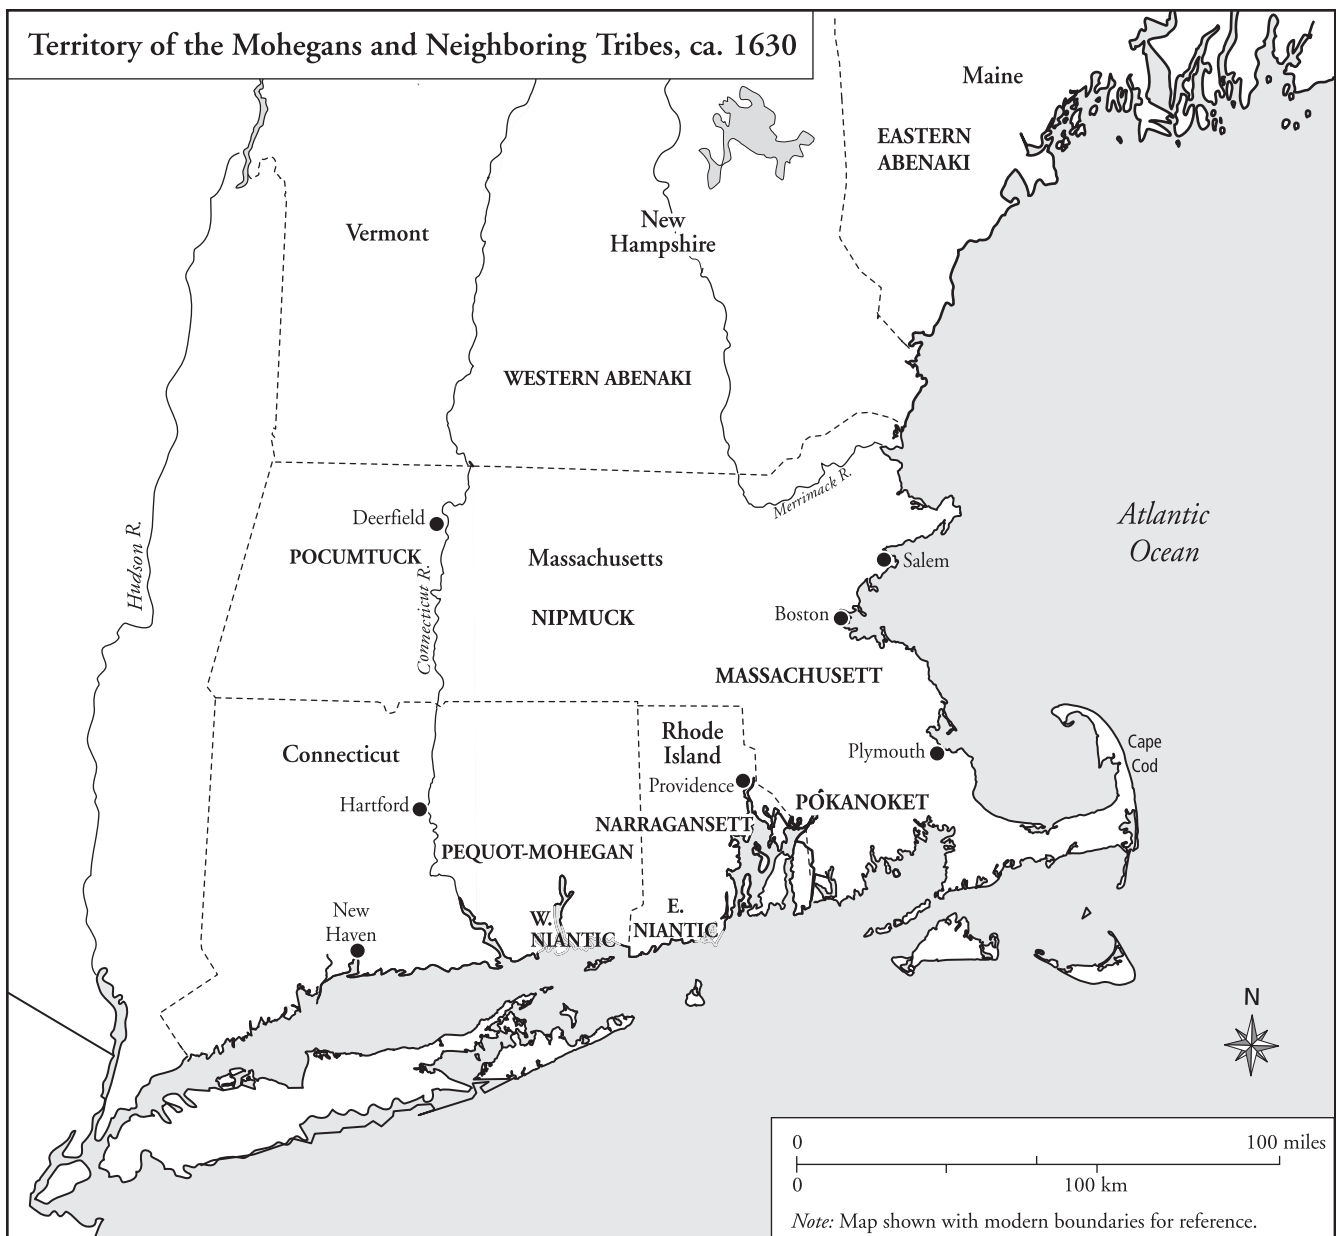 Territory of the Mohegans and Neighboring Tribes, ca. 1630
Maine
EASTERN
ABENAKI
Vermont
New
Hampshire
WESTERN ABENAKI
Merrimack R.
Hudson R.
Deerfield
POCUMTUCK
Connecticut R.
Massachusetts
NIPMUCK
Atlantic
Ocean
Salem
Boston
MASSACHUSETT
Connecticut
Rhode
Island
Plymouth
Cape
Cod
Providence
Hartford
POKANOKET
NARRAGANSETT
PEQUOT-MOHEGAN
New
Haven
W.
NIANTIC
E.
NIANTIC
N
0
100 miles
0
100 km
Note: Map shown with modern boundaries for reference.